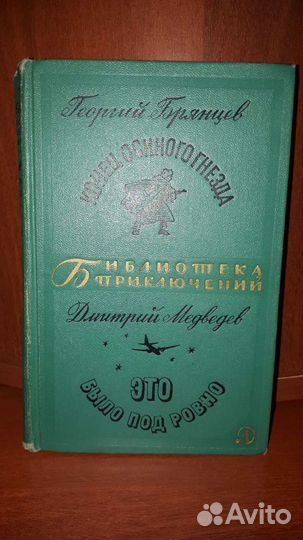 Георгий Брянцев
КОНЕЦ ОСИНОГО ГНЕЗДА
БИБЛИОТЕКА
ПРИКЛЮЧЕНИЙ
Дмитрий Медведев
ЭТО
БЫЛО ПОД РОВНО
Avito